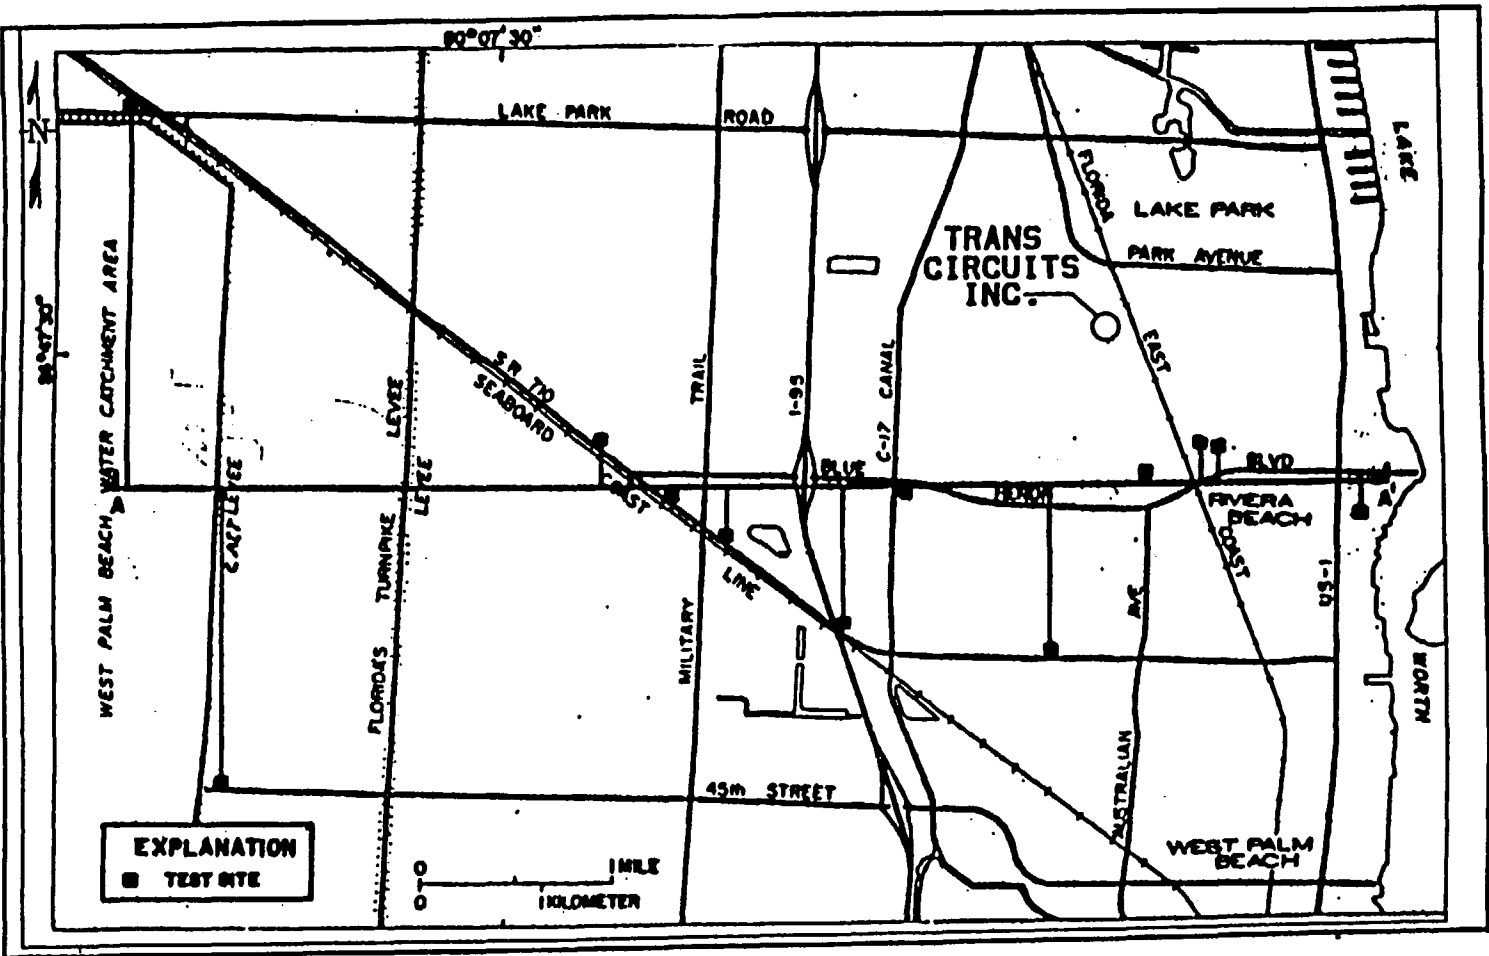 80°07'30"
LAKE PARK ROAD
N
LAKE
FLORIDA
LAKE PARK
PARK AVENUE
TRANS
CIRCUITS
INC.
WEST PALM BEACH WATER CATCHMENT AREA
EAST
S.R. 710
SEABOARD
TRAIL
I-95
C-17 CANAL
LEVEE
LEVEE
BLUE
HERON
BLVD
COAST
A
A'
RIVERA
BEACH
COAST
TURNPIKE
LINE
AVE
US-1
FLORIDA'S
MILITARY
WORTH
AUSTRALIAN
45th STREET
WEST PALM
BEACH
EXPLANATION
TEST SITE
0 1 MILE
0 1 KILOMETER